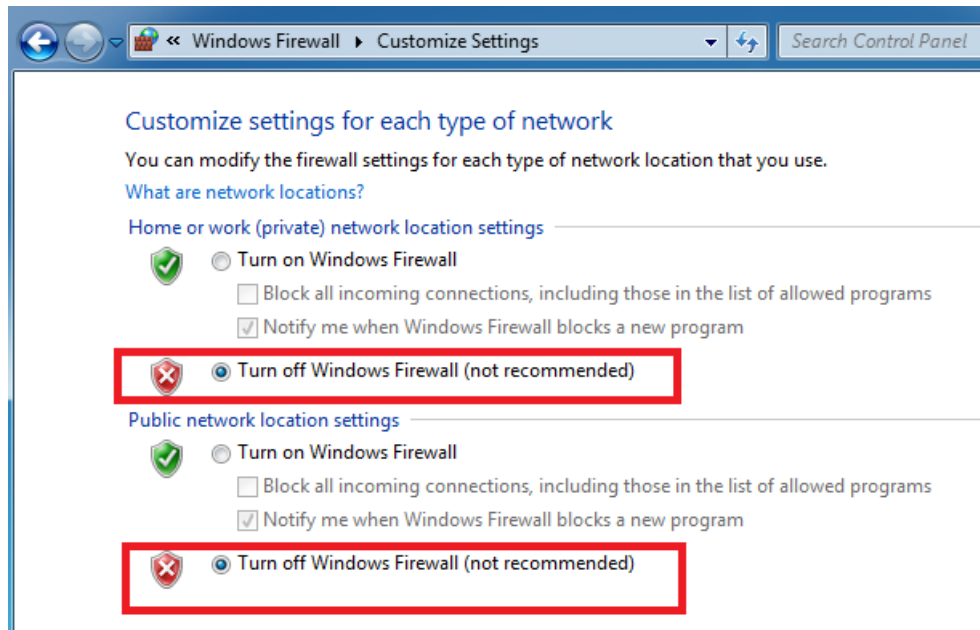 « Windows Firewall ▸ Customize Settings
Search Control Panel
Customize settings for each type of network
You can modify the firewall settings for each type of network location that you use.
What are network locations?
Home or work (private) network location settings
Turn on Windows Firewall
Block all incoming connections, including those in the list of allowed programs
Notify me when Windows Firewall blocks a new program
Turn off Windows Firewall (not recommended)
Public network location settings
Turn on Windows Firewall
Block all incoming connections, including those in the list of allowed programs
Notify me when Windows Firewall blocks a new program
Turn off Windows Firewall (not recommended)